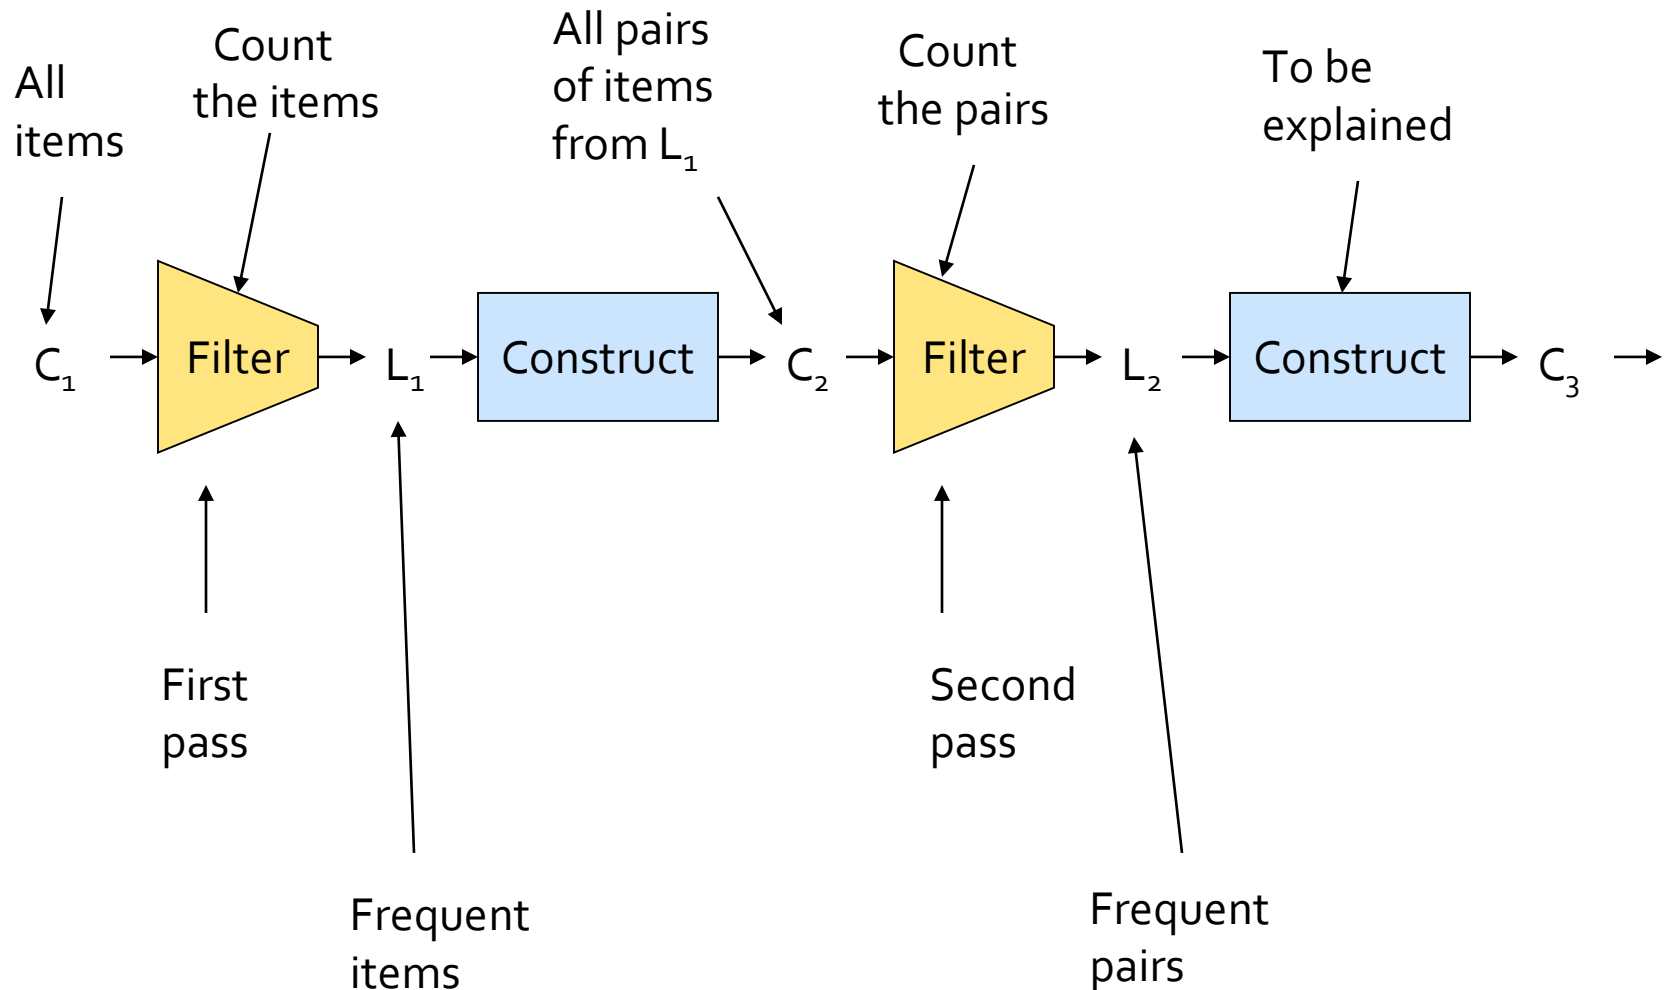 All
items
Count
the items
All pairs
of items
from L₁
Count
the pairs
To be
explained
C₁
Filter
L₁
Construct
C₂
Filter
L₂
Construct
C₃
First
pass
Second
pass
Frequent
items
Frequent
pairs